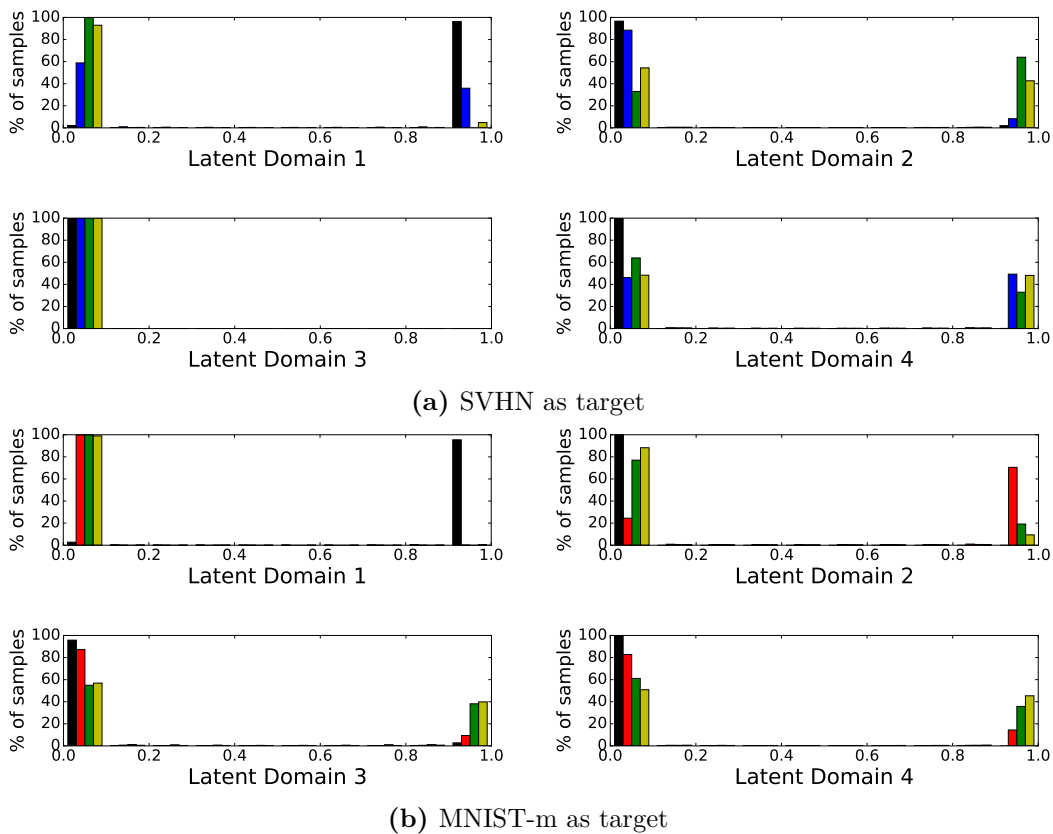 % of samples
100
80
60
40
20
0
0.0 0.2 0.4 0.6 0.8 1.0
Latent Domain 1
% of samples
100
80
60
40
20
0
0.0 0.2 0.4 0.6 0.8 1.0
Latent Domain 2
% of samples
100
80
60
40
20
0
0.0 0.2 0.4 0.6 0.8 1.0
Latent Domain 3
% of samples
100
80
60
40
20
0
0.0 0.2 0.4 0.6 0.8 1.0
Latent Domain 4
(a) SVHN as target
% of samples
100
80
60
40
20
0
0.0 0.2 0.4 0.6 0.8 1.0
Latent Domain 1
% of samples
100
80
60
40
20
0
0.0 0.2 0.4 0.6 0.8 1.0
Latent Domain 2
% of samples
100
80
60
40
20
0
0.0 0.2 0.4 0.6 0.8 1.0
Latent Domain 3
% of samples
100
80
60
40
20
0
0.0 0.2 0.4 0.6 0.8 1.0
Latent Domain 4
(b) MNIST-m as target